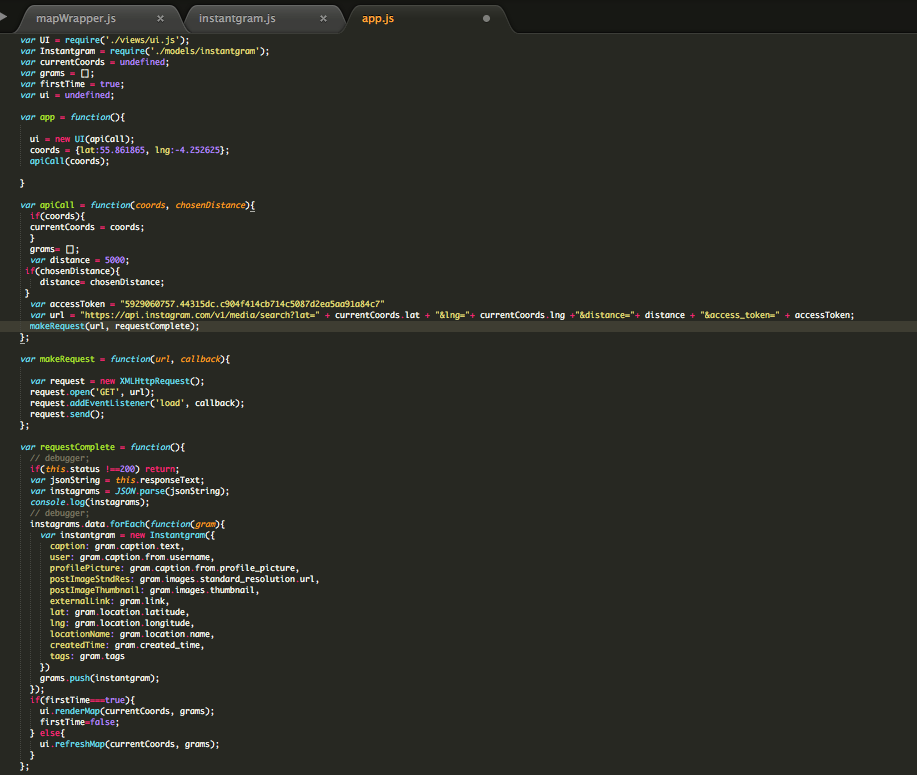 mapWrapper.js × instantgram.js × app.js
var UI = require('./views/ui.js');
var Instantgram = require('./models/instantgram');
var currentCoords = undefined;
var grams = [];
var firstTime = true;
var ui = undefined;
var app = function(){
ui = new UI(apiCall);
coords = {lat:55.861865, lng:-4.252625};
apiCall(coords);
}
var apiCall = function(coords, chosenDistance){
if(coords){
currentCoords = coords;
}
grams= [];
var distance = 5000;
if(chosenDistance){
distance= chosenDistance;
}
var accessToken = "5929060757.44315dc.c904f414cb714c5087d2ea5aa91a84c7"
var url = "https://api.instagram.com/v1/media/search?lat=" + currentCoords.lat + "&lng="+ currentCoords.lng +"&distance="+ distance + "&access_token=" + accessToken;
makeRequest(url, requestComplete);
};
var makeRequest = function(url, callback){
var request = new XMLHttpRequest();
request.open('GET', url);
request.addEventListener('load', callback);
request.send();
};
var requestComplete = function(){
// debugger;
if(this.status !==200) return;
var jsonString = this.responseText;
var instagrams = JSON.parse(jsonString);
console.log(instagrams);
// debugger;
instagrams.data.forEach(function(gram){
var instantgram = new Instantgram({
caption: gram.caption.text,
user: gram.caption.from.username,
profilePicture: gram.caption.from.profile_picture,
postImageStndRes: gram.images.standard_resolution.url,
postImageThumbnail: gram.images.thumbnail,
externalLink: gram.link,
lat: gram.location.latitude,
lng: gram.location.longitude,
locationName: gram.location.name,
createdTime: gram.created_time,
tags: gram.tags
})
grams.push(instantgram);
});
if(firstTime===true){
ui.renderMap(currentCoords, grams);
firstTime=false;
} else{
ui.refreshMap(currentCoords, grams);
}
};